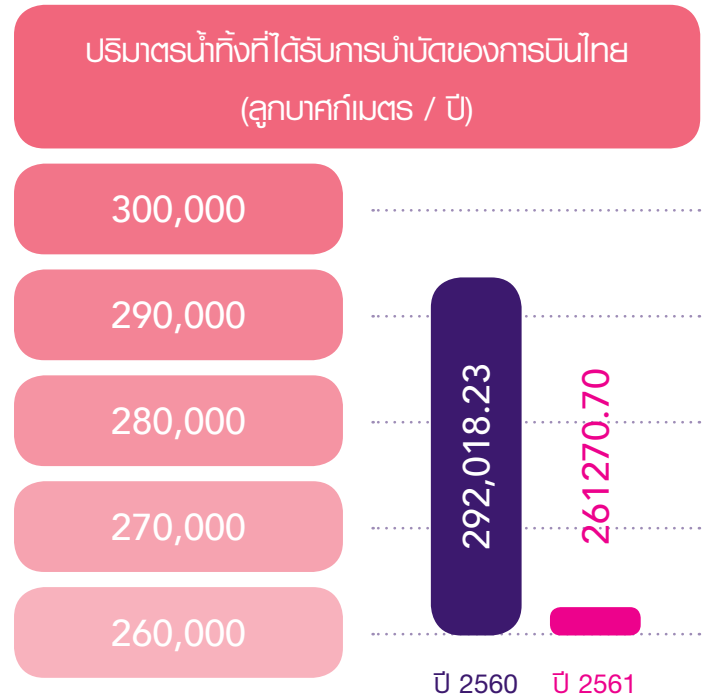 ปริมาตรน้ำทิ้งที่ได้รับการบำบัดของการบินไทย
(ลูกบาศก์เมตร / ปี)
300,000
290,000
280,000
270,000
260,000
292,018.23
261270.70
ปี 2560
ปี 2561